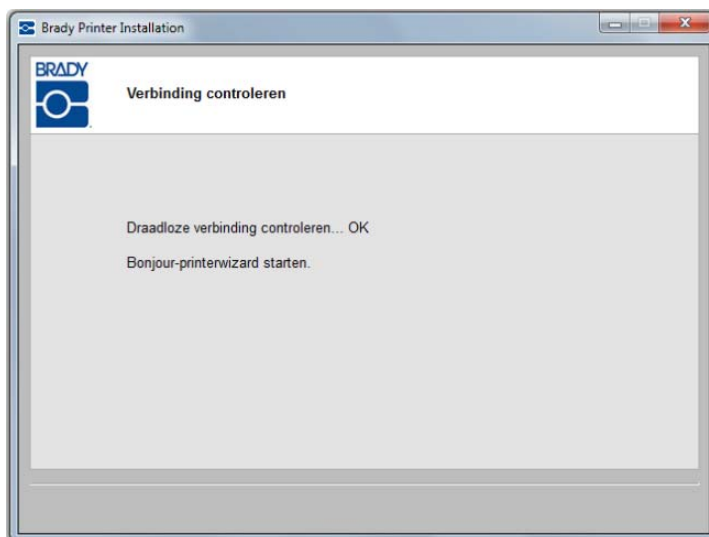 Brady Printer Installation
BRADY
Verbinding controleren
Draadloze verbinding controleren... OK
Bonjour-printerwizard starten.